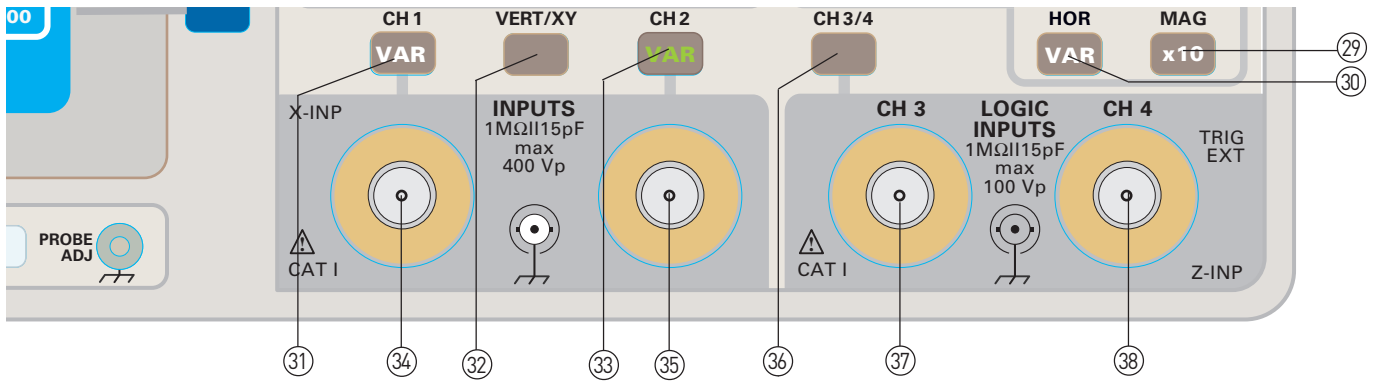 00
CH 1
VERT/XY
CH 2
CH 3/4
HOR
MAG
VAR
VAR
VAR
x10
29
30
X-INP
INPUTS
1MΩII15pF
max
400 Vp
CH 3
LOGIC
INPUTS
1MΩII15pF
max
100 Vp
CH 4
TRIG
EXT
PROBE
ADJ
CAT I
CAT I
Z-INP
31
34
32
33
35
36
37
38